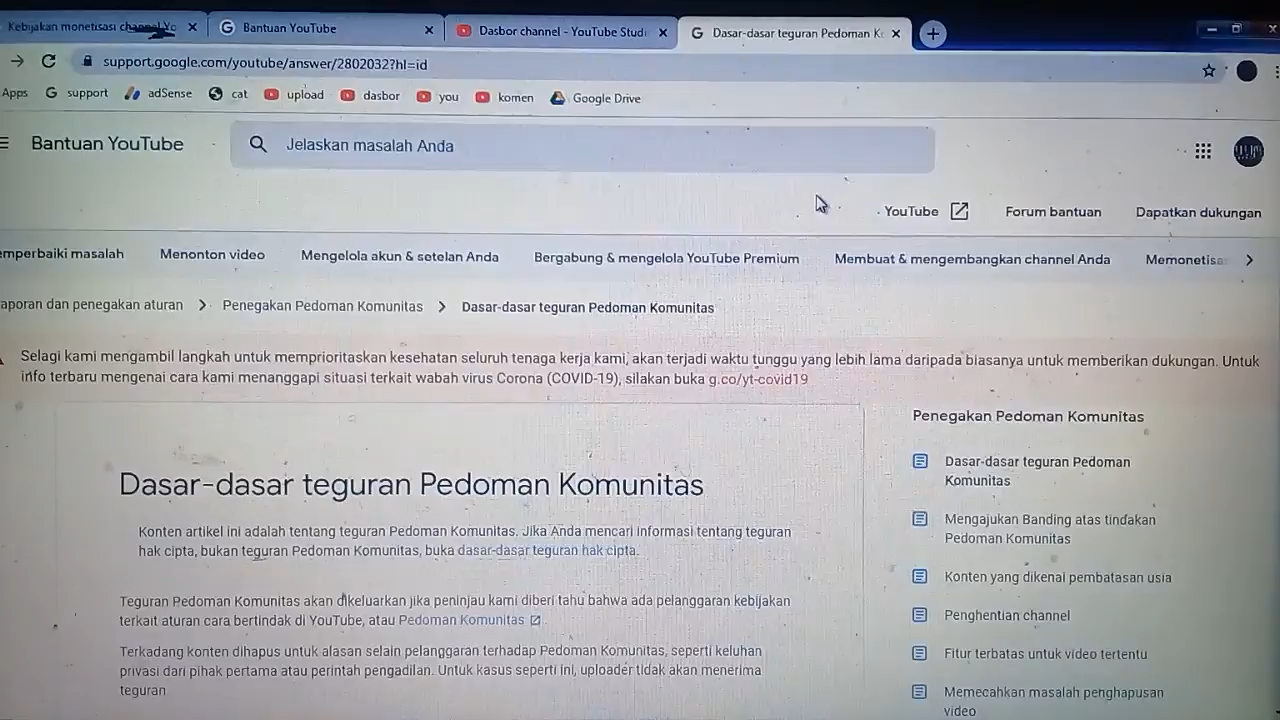 Kebijakan monetisasi channel Yo
Bantuan YouTube
Dasbor channel - YouTube Studi
Dasar-dasar teguran Pedoman K
support.google.com/youtube/answer/2802032?hl=id
Apps support adSense cat upload dasbor you komen Google Drive
Bantuan YouTube
Jelaskan masalah Anda
YouTube Forum bantuan Dapatkan dukungan
emperbaiki masalah Menonton video Mengelola akun & setelan Anda Bergabung & mengelola YouTube Premium Membuat & mengembangkan channel Anda Memonetisa
aporan dan penegakan aturan > Penegakan Pedoman Komunitas > Dasar-dasar teguran Pedoman Komunitas
Selagi kami mengambil langkah untuk memprioritaskan kesehatan seluruh tenaga kerja kami, akan terjadi waktu tunggu yang lebih lama daripada biasanya untuk memberikan dukungan. Untuk
info terbaru mengenai cara kami menanggapi situasi terkait wabah virus Corona (COVID-19), silakan buka g.co/yt-covid19
Dasar-dasar teguran Pedoman Komunitas
Konten artikel ini adalah tentang teguran Pedoman Komunitas. Jika Anda mencari informasi tentang teguran
hak cipta, bukan teguran Pedoman Komunitas, buka dasar-dasar teguran hak cipta.
Teguran Pedoman Komunitas akan dikeluarkan jika peninjau kami diberi tahu bahwa ada pelanggaran kebijakan
terkait aturan cara bertindak di YouTube, atau Pedoman Komunitas
Terkadang konten dihapus untuk alasan selain pelanggaran terhadap Pedoman Komunitas, seperti keluhan
privasi dari pihak pertama atau perintah pengadilan. Untuk kasus seperti ini, uploader tidak akan menerima
teguran
Penegakan Pedoman Komunitas
Dasar-dasar teguran Pedoman
Komunitas
Mengajukan Banding atas tindakan
Pedoman Komunitas
Konten yang dikenai pembatasan usia
Penghentian channel
Fitur terbatas untuk video tertentu
Memecahkan masalah penghapusan
video